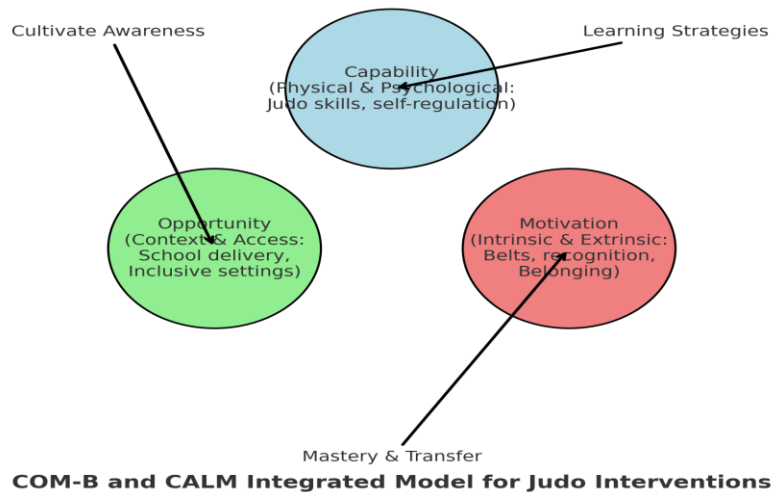 Cultivate Awareness
Learning Strategies
Capability
(Physical & Psychological:
Judo skills, self-regulation)
Opportunity
(Context & Access:
School delivery,
Inclusive settings)
Motivation
(Intrinsic & Extrinsic:
Belts, recognition,
Belonging)
Mastery & Transfer
COM-B and CALM Integrated Model for Judo Interventions